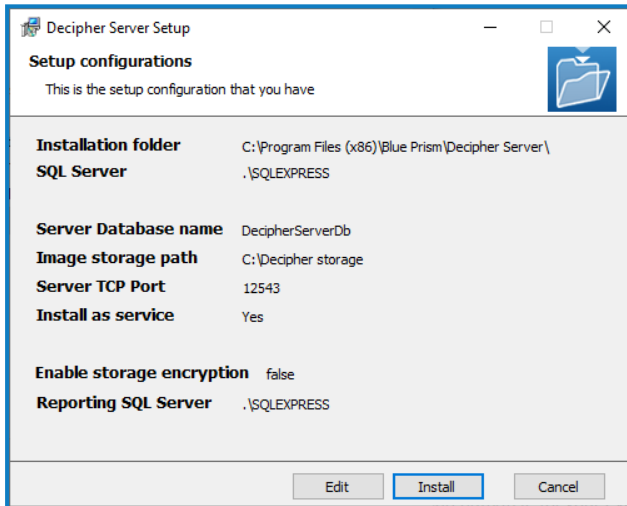 Decipher Server Setup
Setup configurations
This is the setup configuration that you have
Installation folder C:\Program Files (x86)\Blue Prism\Decipher Server\
SQL Server .\SQLEXPRESS
Server Database name DecipherServerDb
Image storage path C:\Decipher storage
Server TCP Port 12543
Install as service Yes
Enable storage encryption false
Reporting SQL Server .\SQLEXPRESS
Edit Install Cancel